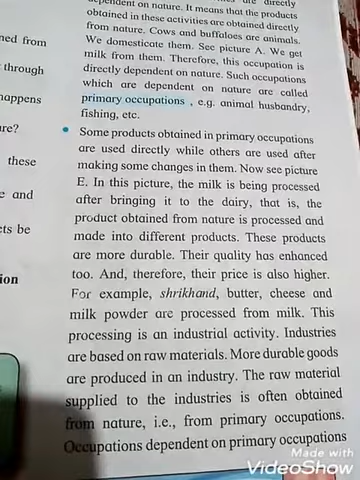 dependent on nature. It means that the products
obtained in these activities are obtained directly
from nature. Cows and buffaloes are animals.
We domesticate them. See picture A. We get
milk from them. Therefore, this occupation is
directly dependent on nature. Such occupations
which are dependent on nature are called
primary occupations , e.g. animal husbandry,
fishing, etc.
• Some products obtained in primary occupations
are used directly while others are used after
making some changes in them. Now see picture
E. In this picture, the milk is being processed
after bringing it to the dairy, that is, the
product obtained from nature is processed and
made into different products. These products
are more durable. Their quality has enhanced
too. And, therefore, their price is also higher.
For example, shrikhand, butter, cheese and
milk powder are processed from milk. This
processing is an industrial activity. Industries
are based on raw materials. More durable goods
are produced in an industry. The raw material
supplied to the industries is often obtained
from nature, i.e., from primary occupations.
Occupations dependent on primary occupations
from
through
happens
these
and
be
Made with
VideoShow